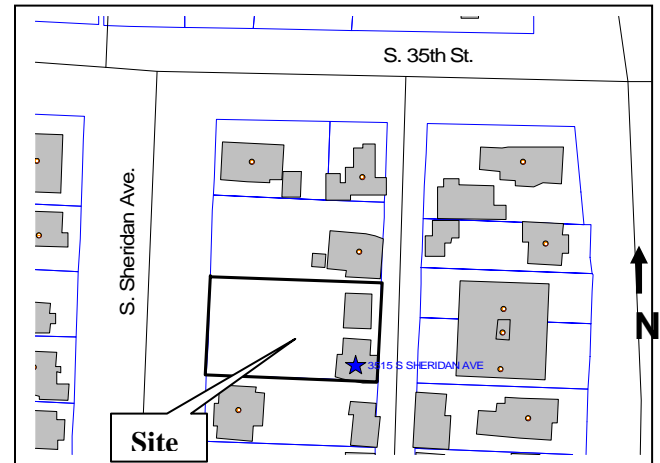 S. 35th St.
S. Sheridan Ave.
N
3515 S SHERIDAN AVE
Site